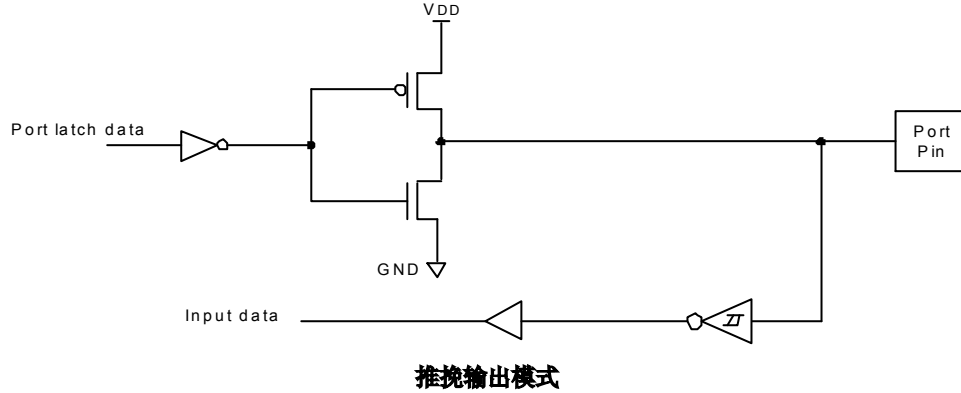 VDD
Port latch data
Port
Pin
GND
Input data
推挽输出模式